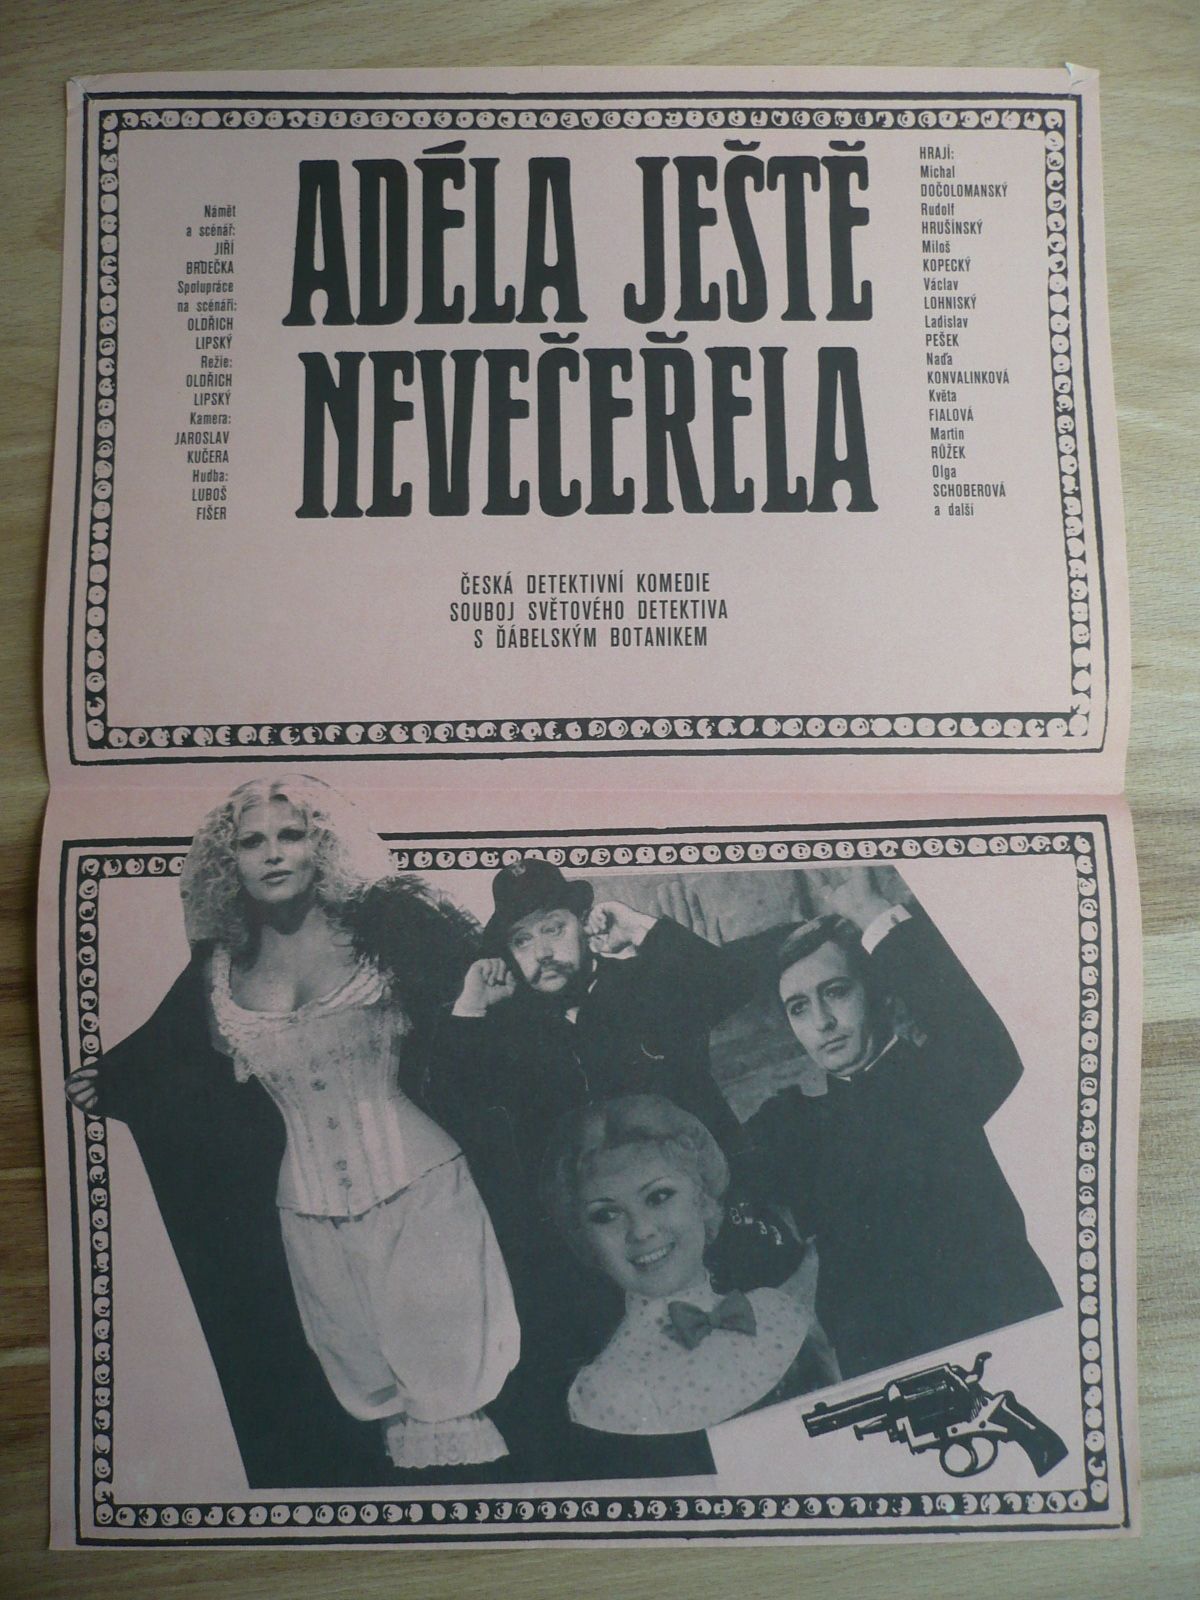 ADÉLA JEŠTĚ
NEVEČEŘELA
Námět
a scénář:
JIŘÍ
BRDEČKA
Spolupráce
na scénáři:
OLDŘICH
LIPSKÝ
Režie:
OLDŘICH
LIPSKÝ
Kamera:
JAROSLAV
KUČERA
Hudba:
LUBOŠ
FIŠER
HRAJÍ:
Michal
DOČOLOMANSKÝ
Rudolf
HRUŠÍNSKÝ
Miloš
KOPECKÝ
Václav
LOHNISKÝ
Ladislav
PEŠEK
Naďa
KONVALINKOVÁ
Květa
FIALOVÁ
Martin
RŮŽEK
Olga
SCHOBEROVÁ
a další
ČESKÁ DETEKTIVNÍ KOMEDIE
SOUBOJ SVĚTOVÉHO DETEKTIVA
S ĎÁBELSKÝM BOTANIKEM